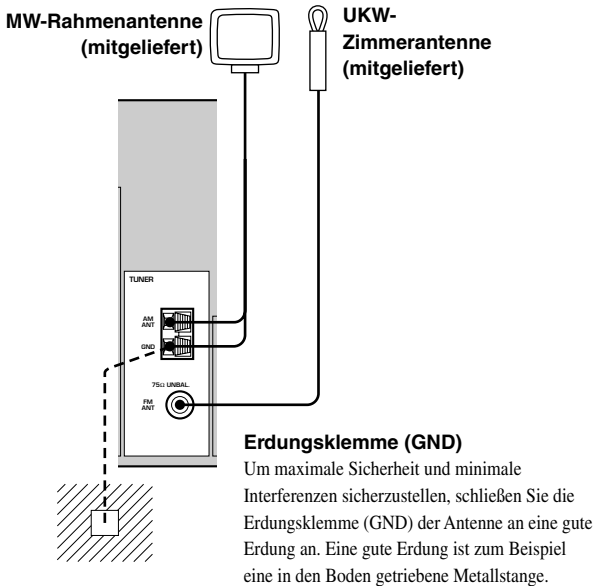 MW-Rahmenantenne
(mitgeliefert)
UKW-
Zimmerantenne
(mitgeliefert)
TUNER
AM
ANT
GND
75Ω UNBAL.
FM
ANT
Erdungsklemme (GND)
Um maximale Sicherheit und minimale
Interferenzen sicherzustellen, schließen Sie die
Erdungsklemme (GND) der Antenne an eine gute
Erdung an. Eine gute Erdung ist zum Beispiel
eine in den Boden getriebene Metallstange.